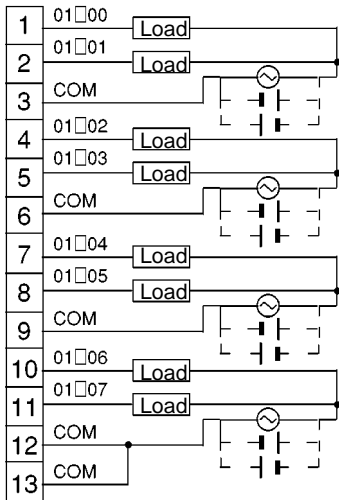 1 01□00 Load
2 01□01 Load
3 COM
4 01□02 Load
5 01□03 Load
6 COM
7 01□04 Load
8 01□05 Load
9 COM
10 01□06 Load
11 01□07 Load
12 COM
13 COM